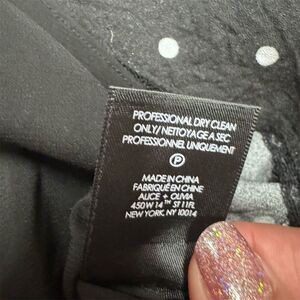 PROFESSIONAL DRY CLEAN
ONLY/NETTOYAGE A SEC
PROFESSIONNEL UNIQUEMENT
P
MADE IN CHINA
FABRIQUÉ EN CHINE
ALICE + OLIVIA
450 W 14TH ST 11FL
NEW YORK, NY 10014